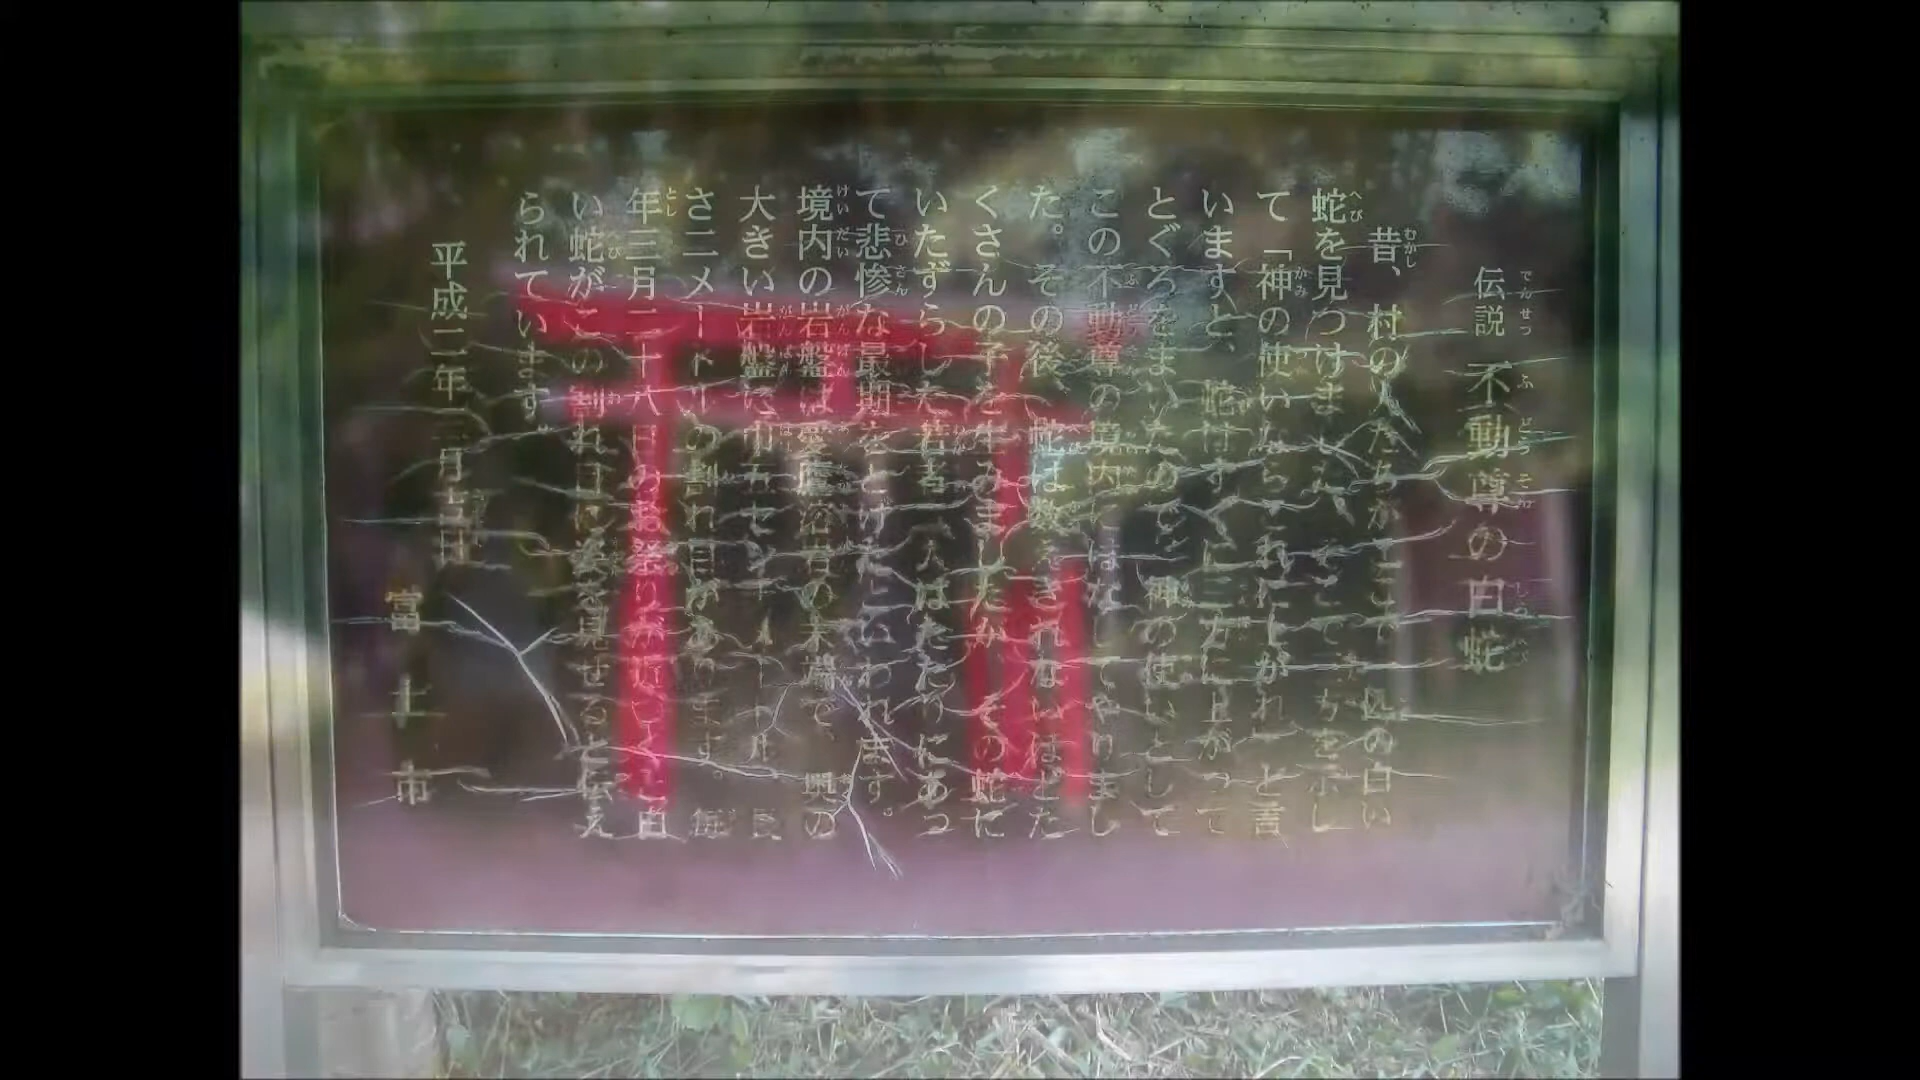 伝説 不動尊の白蛇
昔、村の人たちがここで一匹の白い
蛇を見つけました。そこで
て「神の使いならこれに上がれ」と言
いますと、蛇はすぐに三方に上がって
とぐろをまいたので、神の使いとして
この不動尊の境内にはなしてやりまし
た。その後、蛇は数えきれないほどた
くさんの子を生みましたが、その蛇に
いたずらした若者一人はたたりにあっ
て悲惨な最期をとげたといわれます。
境内の岩盤は愛鷹溶岩の末端で、奥の
大きい岩盤に巾五センチメートル、長
さ二メートルの割れ目があります。毎
年三月二十八日のお祭りが近づくと白
い蛇がこの割れ目に姿を見せると伝え
られています。
平成二年三月吉日
富士市